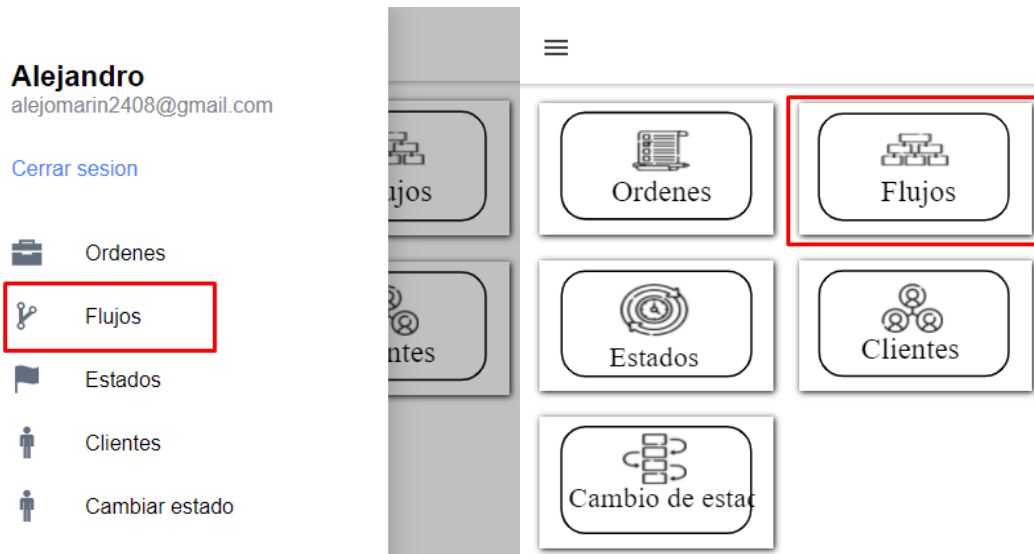 Alejandro
alejomarin2408@gmail.com
Cerrar sesion
Ordenes
Flujos
Estados
Clientes
Cambiar estado
ujos
ntes
Ordenes
Flujos
Estados
Clientes
Cambio de estad